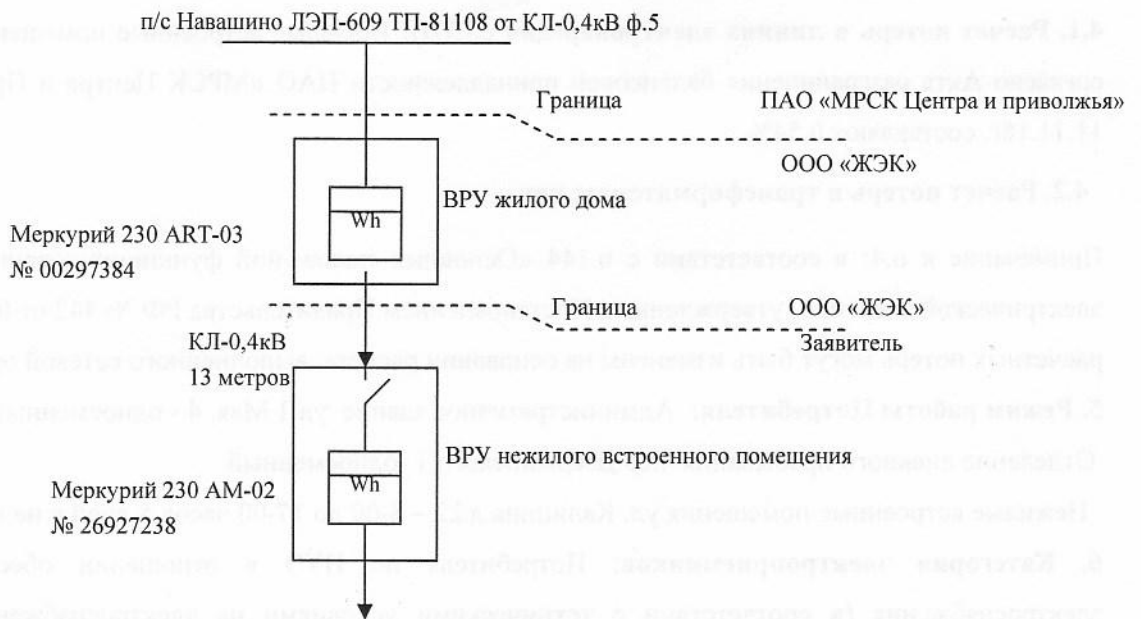 п/с Навашино ЛЭП-609 ТП-81108 от КЛ-0,4кВ ф.5
Граница
ПАО «МРСК Центра и приволжья»
ООО «ЖЭК»
ВРУ жилого дома
Wh
Меркурий 230 ART-03
№ 00297384
Граница
ООО «ЖЭК»
Заявитель
КЛ-0,4кВ
13 метров
ВРУ нежилого встроенного помещения
Wh
Меркурий 230 АМ-02
№ 26927238